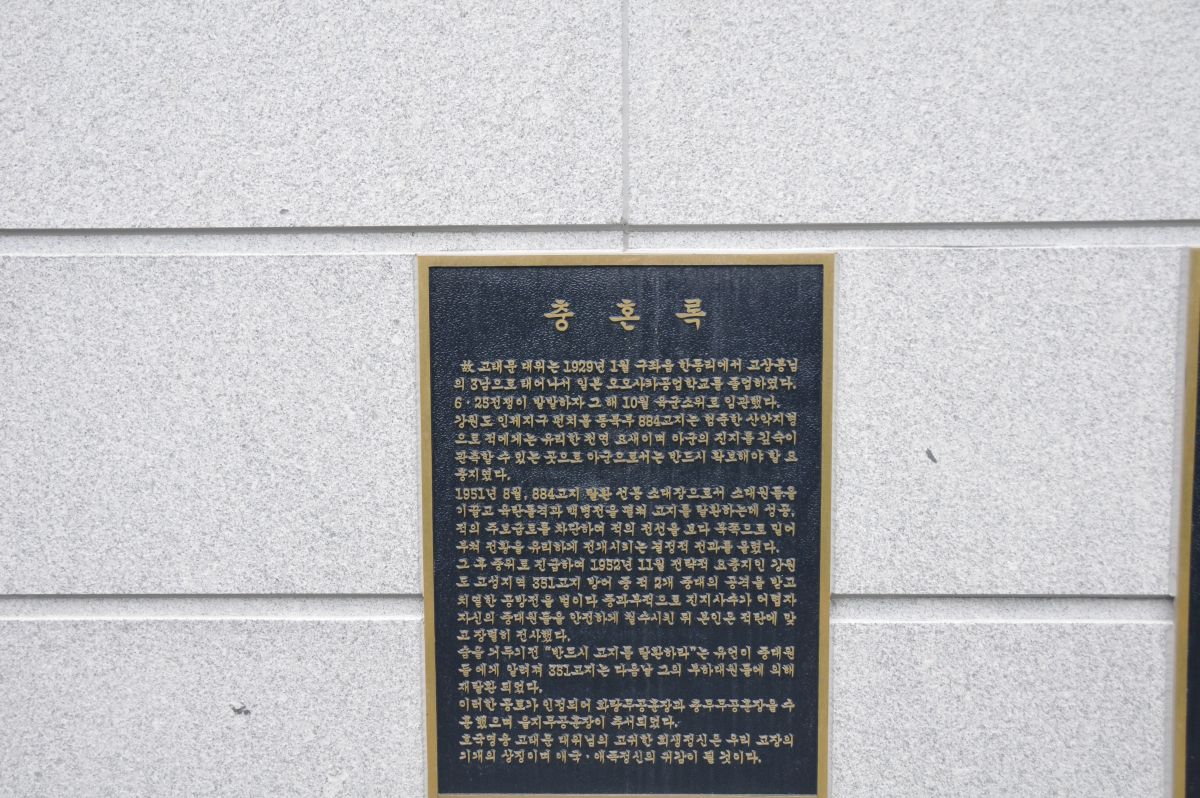 충 혼 록
故 고태문 대위는 1929년 1월 구좌읍 한동리에서 고상봉님
의 3남으로 태어나서 일본 오오사카공업학교를 졸업하였다.
6·25전쟁이 발발하자 그 해 10월 육군소위로 임관했다.
강원도 인제지구 펀치볼 동북부 884고지는 험준한 산악지형
으로 적에게는 유리한 천연 요새이며 아군의 진지를 깊숙이
관측할 수 있는 곳으로 아군으로서는 반드시 확보해야 할 요
충지였다.
1951년 8월, 884고지 탈환 선봉 소대장으로서 소대원들을
이끌고 육탄돌격과 백병전을 펼쳐 고지를 탈환하는데 성공,
적의 주보급로를 차단하여 적의 전선을 보다 북쪽으로 밀어
부쳐 전황을 유리하게 전개시키는 결정적 전과를 올렸다.
그 후 중위로 진급하여 1952년 11월 전략적 요충지인 강원
도 고성지역 351고지 방어 중 적 2개 중대의 공격을 받고
치열한 공방전을 벌이다 중과부적으로 진지사수가 어렵자
자신의 중대원들을 안전하게 철수시킨 뒤 본인은 적탄에 맞
고 장렬히 전사했다.
숨을 거두기전 "반드시 고지를 탈환하라"는 유언이 중대원
들에게 알려져 351고지는 다음날 그의 부하대원들에 의해
재탈환 되었다.
이러한 공로가 인정되어 화랑무공훈장과 충무무공훈장을 수
훈했으며 을지무공훈장이 추서되었다.
호국영웅 고태문 대위님의 고귀한 희생정신은 우리 고장의
기개의 상징이며 애국·애족정신의 귀감이 될 것이다.